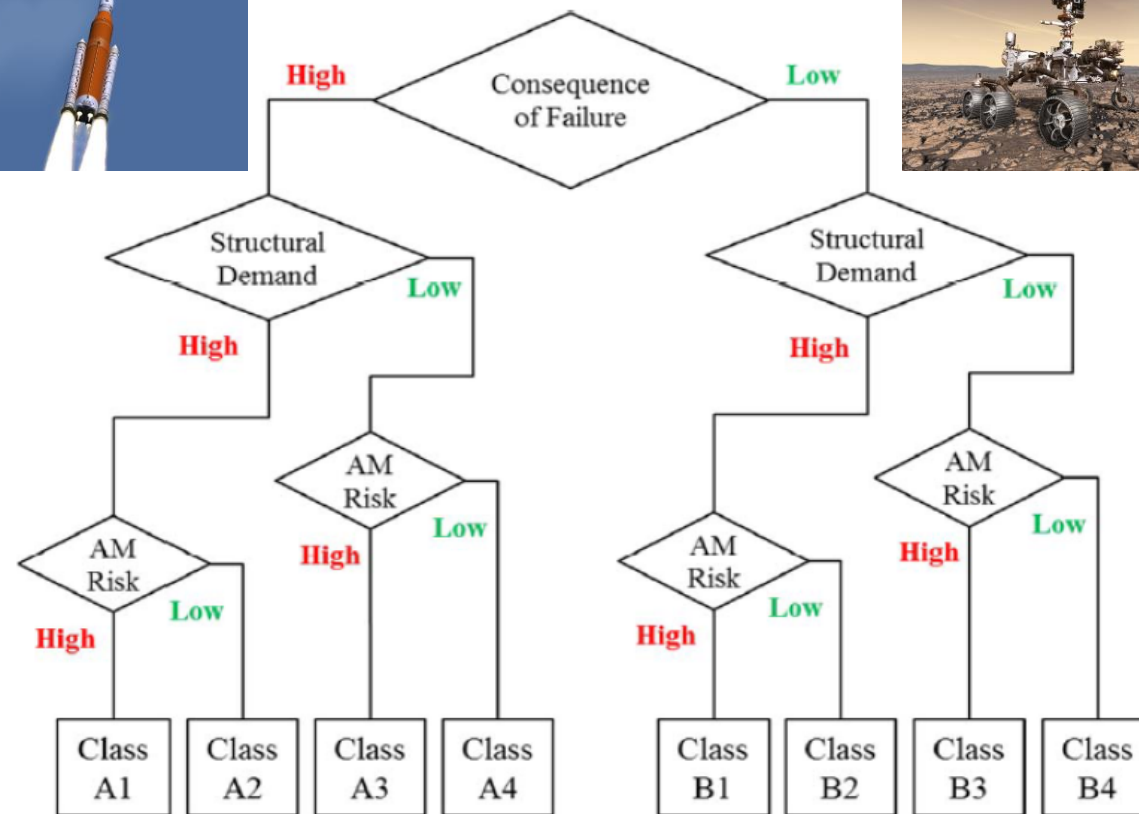 High
Consequence
of Failure
Low
Structural
Demand
Low
High
Structural
Demand
Low
High
AM
Risk
Low
High
AM
Risk
Low
High
AM
Risk
Low
High
AM
Risk
Low
High
Class
A1
Class
A2
Class
A3
Class
A4
Class
B1
Class
B2
Class
B3
Class
B4